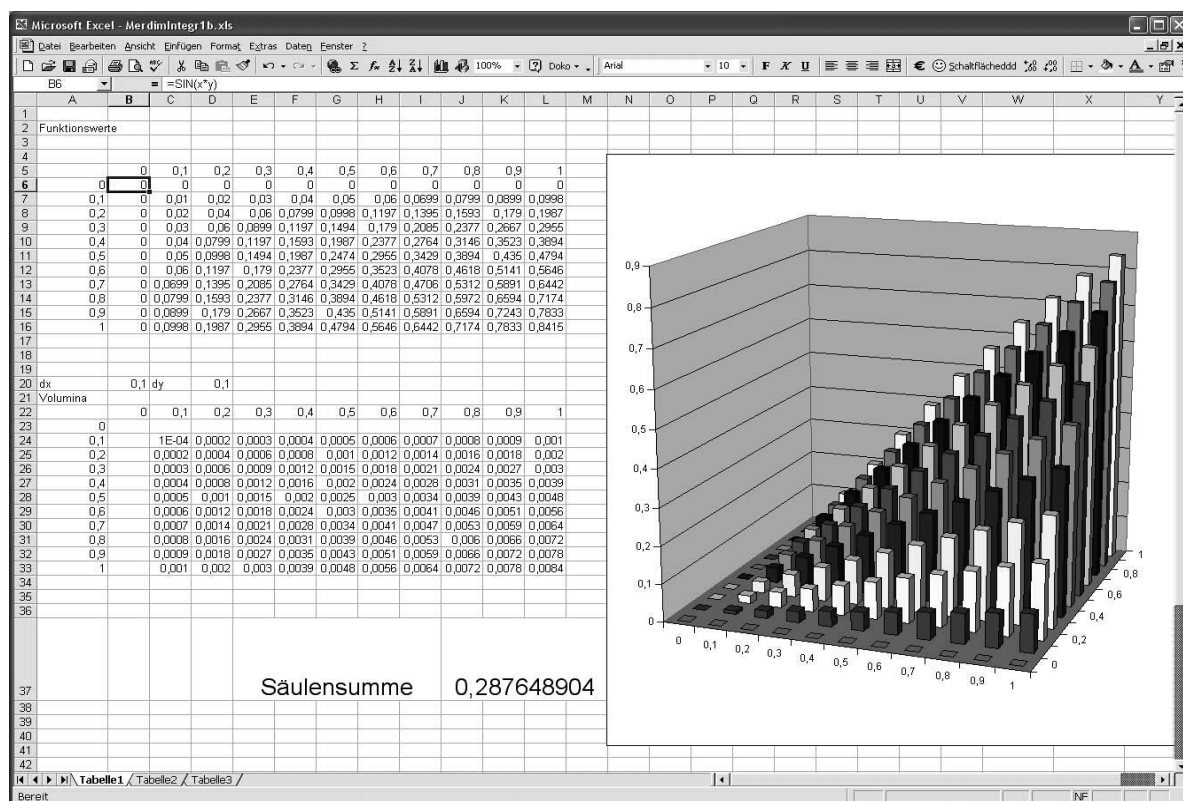 Microsoft Excel - MerdimIntegr1b.xls
Datei Bearbeiten Ansicht Einfügen Format Extras Daten Fenster ?
100% Doko Arial 10 F K U € Schaltflächeddd
B6 = =SIN(x*y)
A B C D E F G H I J K L M N O P Q R S T U V W X Y
1
2 Funktionswerte
3
4
5 0 0,1 0,2 0,3 0,4 0,5 0,6 0,7 0,8 0,9 1
6 0 0 0 0 0 0 0 0 0 0 0 0
7 0,1 0 0,01 0,02 0,03 0,04 0,05 0,06 0,0699 0,0799 0,0899 0,0998
8 0,2 0 0,02 0,04 0,06 0,0799 0,0998 0,1197 0,1395 0,1593 0,179 0,1987
9 0,3 0 0,03 0,06 0,0899 0,1197 0,1494 0,179 0,2085 0,2377 0,2667 0,2955
10 0,4 0 0,04 0,0799 0,1197 0,1593 0,1987 0,2377 0,2764 0,3146 0,3523 0,3894
11 0,5 0 0,05 0,0998 0,1494 0,1987 0,2474 0,2955 0,3429 0,3894 0,435 0,4794
12 0,6 0 0,06 0,1197 0,179 0,2377 0,2955 0,3523 0,4078 0,4618 0,5141 0,5646
13 0,7 0 0,0699 0,1395 0,2085 0,2764 0,3429 0,4078 0,4706 0,5312 0,5891 0,6442
14 0,8 0 0,0799 0,1593 0,2377 0,3146 0,3894 0,4618 0,5312 0,5972 0,6594 0,7174
15 0,9 0 0,0899 0,179 0,2667 0,3523 0,435 0,5141 0,5891 0,6594 0,7243 0,7833
16 1 0 0,0998 0,1987 0,2955 0,3894 0,4794 0,5646 0,6442 0,7174 0,7833 0,8415
17
18
19
20 dx 0,1 dy 0,1
21 Volumina
22 0 0,1 0,2 0,3 0,4 0,5 0,6 0,7 0,8 0,9 1
23 0
24 0,1 1E-04 0,0002 0,0003 0,0004 0,0005 0,0006 0,0007 0,0008 0,0009 0,001
25 0,2 0,0002 0,0004 0,0006 0,0008 0,001 0,0012 0,0014 0,0016 0,0018 0,002
26 0,3 0,0003 0,0006 0,0009 0,0012 0,0015 0,0018 0,0021 0,0024 0,0027 0,003
27 0,4 0,0004 0,0008 0,0012 0,0016 0,002 0,0024 0,0028 0,0031 0,0035 0,0039
28 0,5 0,0005 0,001 0,0015 0,002 0,0025 0,003 0,0034 0,0039 0,0043 0,0048
29 0,6 0,0006 0,0012 0,0018 0,0024 0,003 0,0035 0,0041 0,0046 0,0051 0,0056
30 0,7 0,0007 0,0014 0,0021 0,0028 0,0034 0,0041 0,0047 0,0053 0,0059 0,0064
31 0,8 0,0008 0,0016 0,0024 0,0031 0,0039 0,0046 0,0053 0,006 0,0066 0,0072
32 0,9 0,0009 0,0018 0,0027 0,0035 0,0043 0,0051 0,0059 0,0066 0,0072 0,0078
33 1 0,001 0,002 0,003 0,0039 0,0048 0,0056 0,0064 0,0072 0,0078 0,0084
34
35
36
37 Säulensumme 0,287648904
38
39
40
41
42
0,9
0,8
0,7
0,6
0,5
0,4
0,3
0,2
0,1
0
0 0,1 0,2 0,3 0,4 0,5 0,6 0,7 0,8 0,9 1
0 0,2 0,4 0,6 0,8 1
Tabelle1 / Tabelle2 / Tabelle3 /
Bereit NF